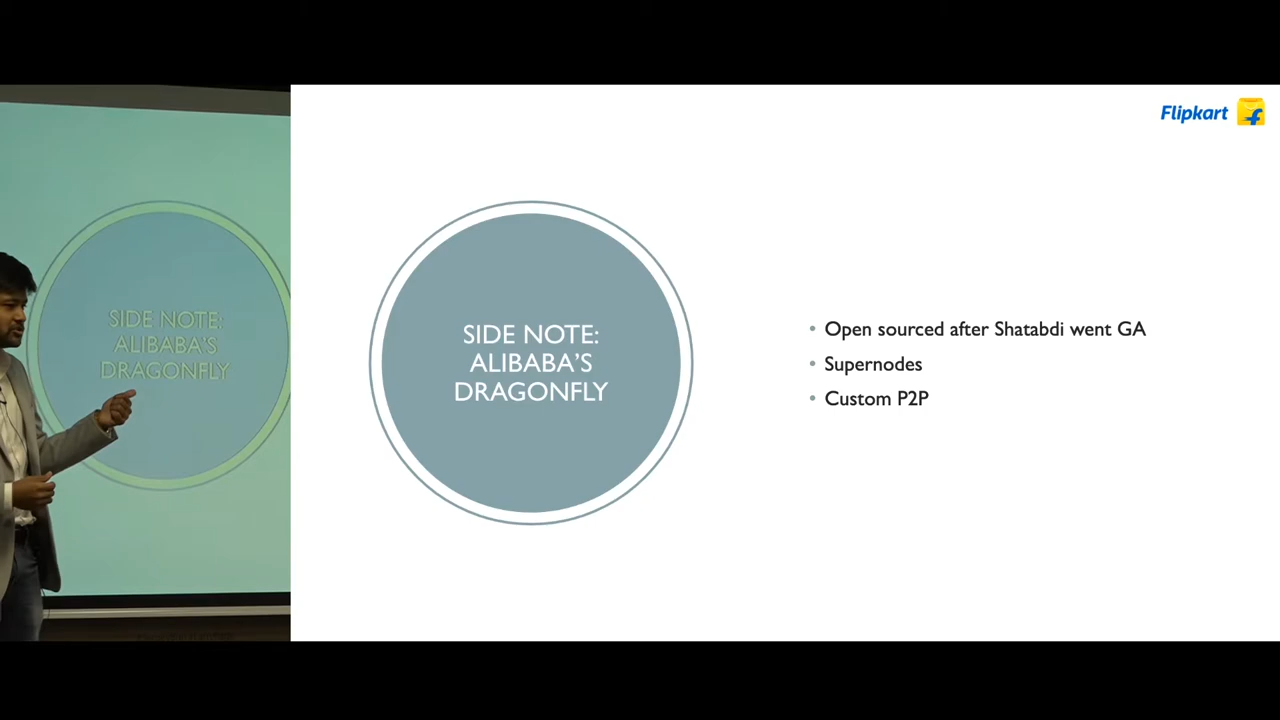 Flipkart
SIDE NOTE:
ALIBABA'S
DRAGONFLY
SIDE NOTE:
ALIBABA'S
DRAGONFLY
• Open sourced after Shatabdi went GA
• Supernodes
• Custom P2P